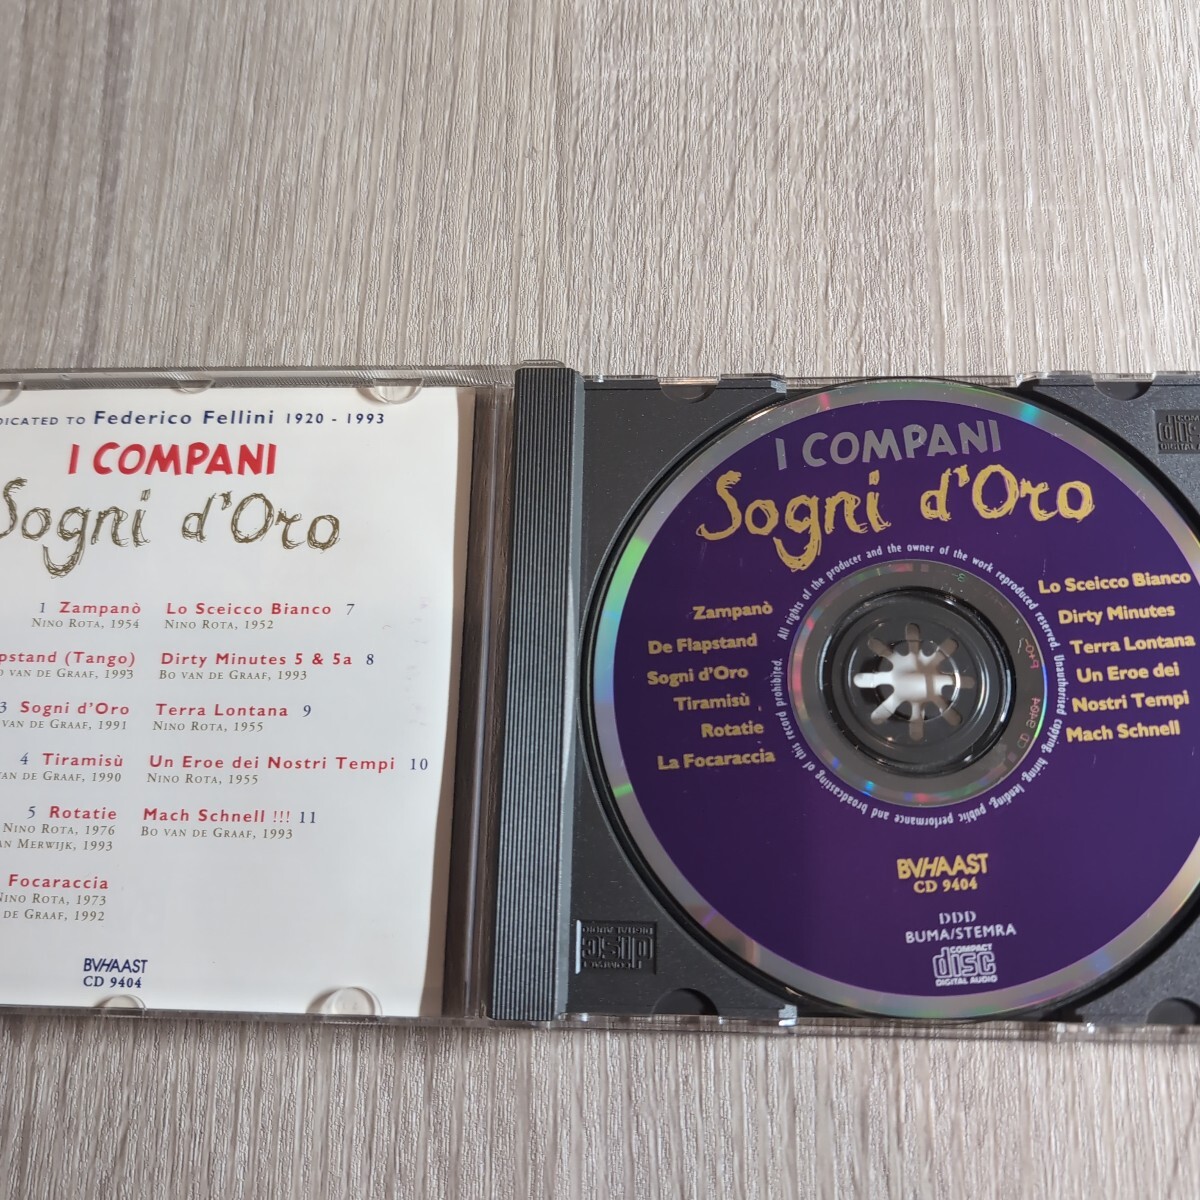 DICATED TO Federico Fellini 1920 - 1993
I COMPANI
Sogni d'Oro
1 Zampanò
NINO ROTA, 1954
pstand (Tango)
VAN DE GRAAF, 1993
3 Sogni d'Oro
VAN DE GRAAF, 1991
4 Tiramisù
VAN DE GRAAF, 1990
5 Rotatie
NINO ROTA, 1976
AN MERWIJK, 1993
Focaraccia
NINO ROTA, 1973
DE GRAAF, 1992
Lo Sceicco Bianco 7
NINO ROTA, 1952
Dirty Minutes 5 & 5a 8
BO VAN DE GRAAF, 1993
Terra Lontana 9
NINO ROTA, 1955
Un Eroe dei Nostri Tempi 10
NINO ROTA, 1955
Mach Schnell !!! 11
BO VAN DE GRAAF, 1993
BVHAAST
CD 9404
I COMPANI
Sogni d'Oro
Zampanò
De Flapstand
Sogni d'Oro
Tiramisù
Rotatie
La Focaraccia
Lo Sceicco Bianco
Dirty Minutes
Terra Lontana
Un Eroe dei
Nostri Tempi
Mach Schnell
All rights of the producer and the owner of the work reproduced reserved. Unauthorised copying, hiring, lending, public performance and broadcasting of this record prohibited.
BVHAAST
CD 9404
DDD
BUMA/STEMRA
COMPACT
disc
DIGITAL AUDIO
COMPACT
disc
DIGITAL AUDIO